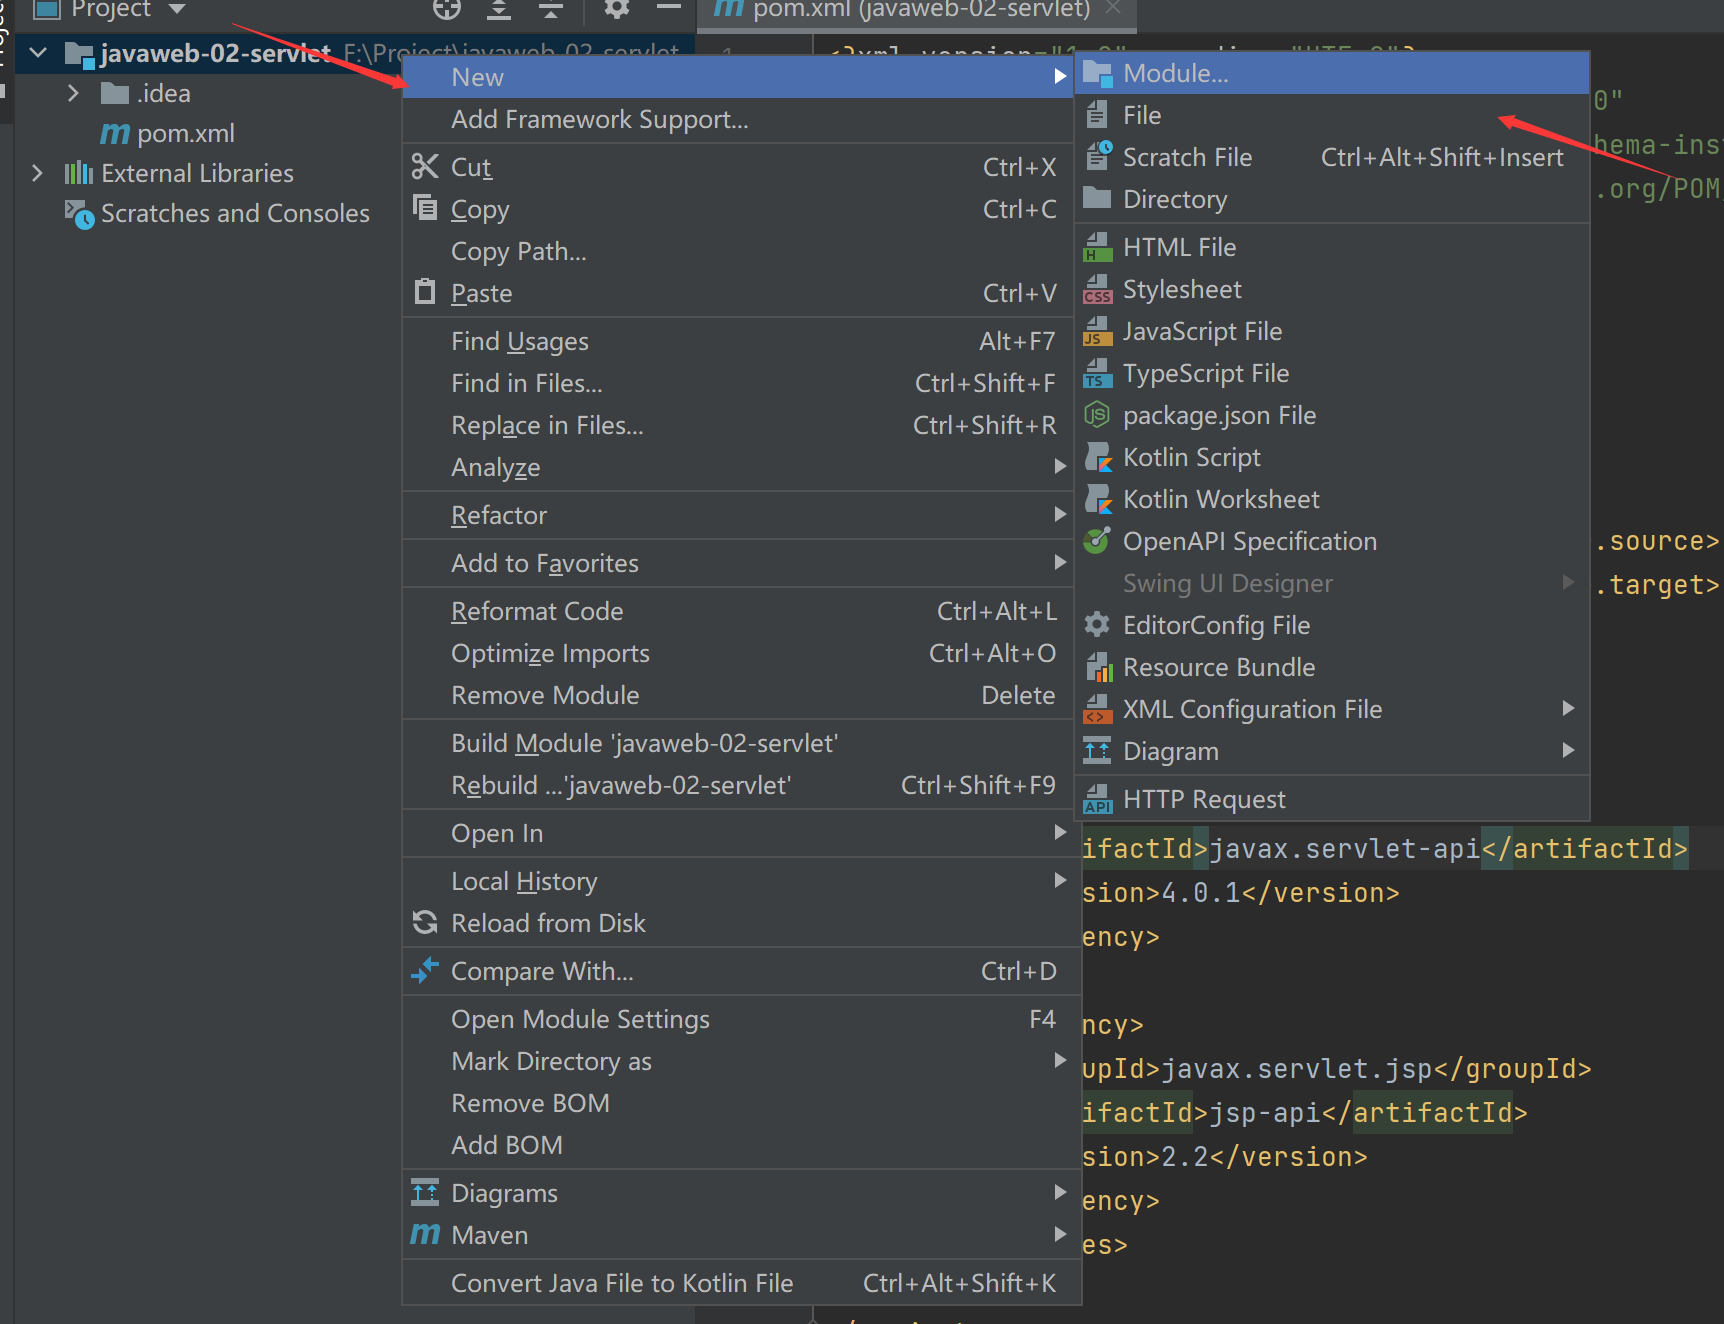 Project
pom.xml (javaweb-02-servlet)
javaweb-02-servlet F:\Project\javaweb-02-servlet
.idea
pom.xml
External Libraries
Scratches and Consoles
New
Add Framework Support...
Cut Ctrl+X
Copy Ctrl+C
Copy Path...
Paste Ctrl+V
Find Usages Alt+F7
Find in Files... Ctrl+Shift+F
Replace in Files... Ctrl+Shift+R
Analyze
Refactor
Add to Favorites
Reformat Code Ctrl+Alt+L
Optimize Imports Ctrl+Alt+O
Remove Module Delete
Build Module 'javaweb-02-servlet'
Rebuild ...'javaweb-02-servlet' Ctrl+Shift+F9
Open In
Local History
Reload from Disk
Compare With... Ctrl+D
Open Module Settings F4
Mark Directory as
Remove BOM
Add BOM
Diagrams
Maven
Convert Java File to Kotlin File Ctrl+Alt+Shift+K
Module...
File
Scratch File Ctrl+Alt+Shift+Insert
Directory
HTML File
Stylesheet
JavaScript File
TypeScript File
package.json File
Kotlin Script
Kotlin Worksheet
OpenAPI Specification
Swing UI Designer
EditorConfig File
Resource Bundle
XML Configuration File
Diagram
HTTP Request
0"
hema-ins
.org/POM
.source>
.target>
ifactId>javax.servlet-api</artifactId>
sion>4.0.1</version>
ency>
ncy>
upId>javax.servlet.jsp</groupId>
ifactId>jsp-api</artifactId>
sion>2.2</version>
ency>
es>